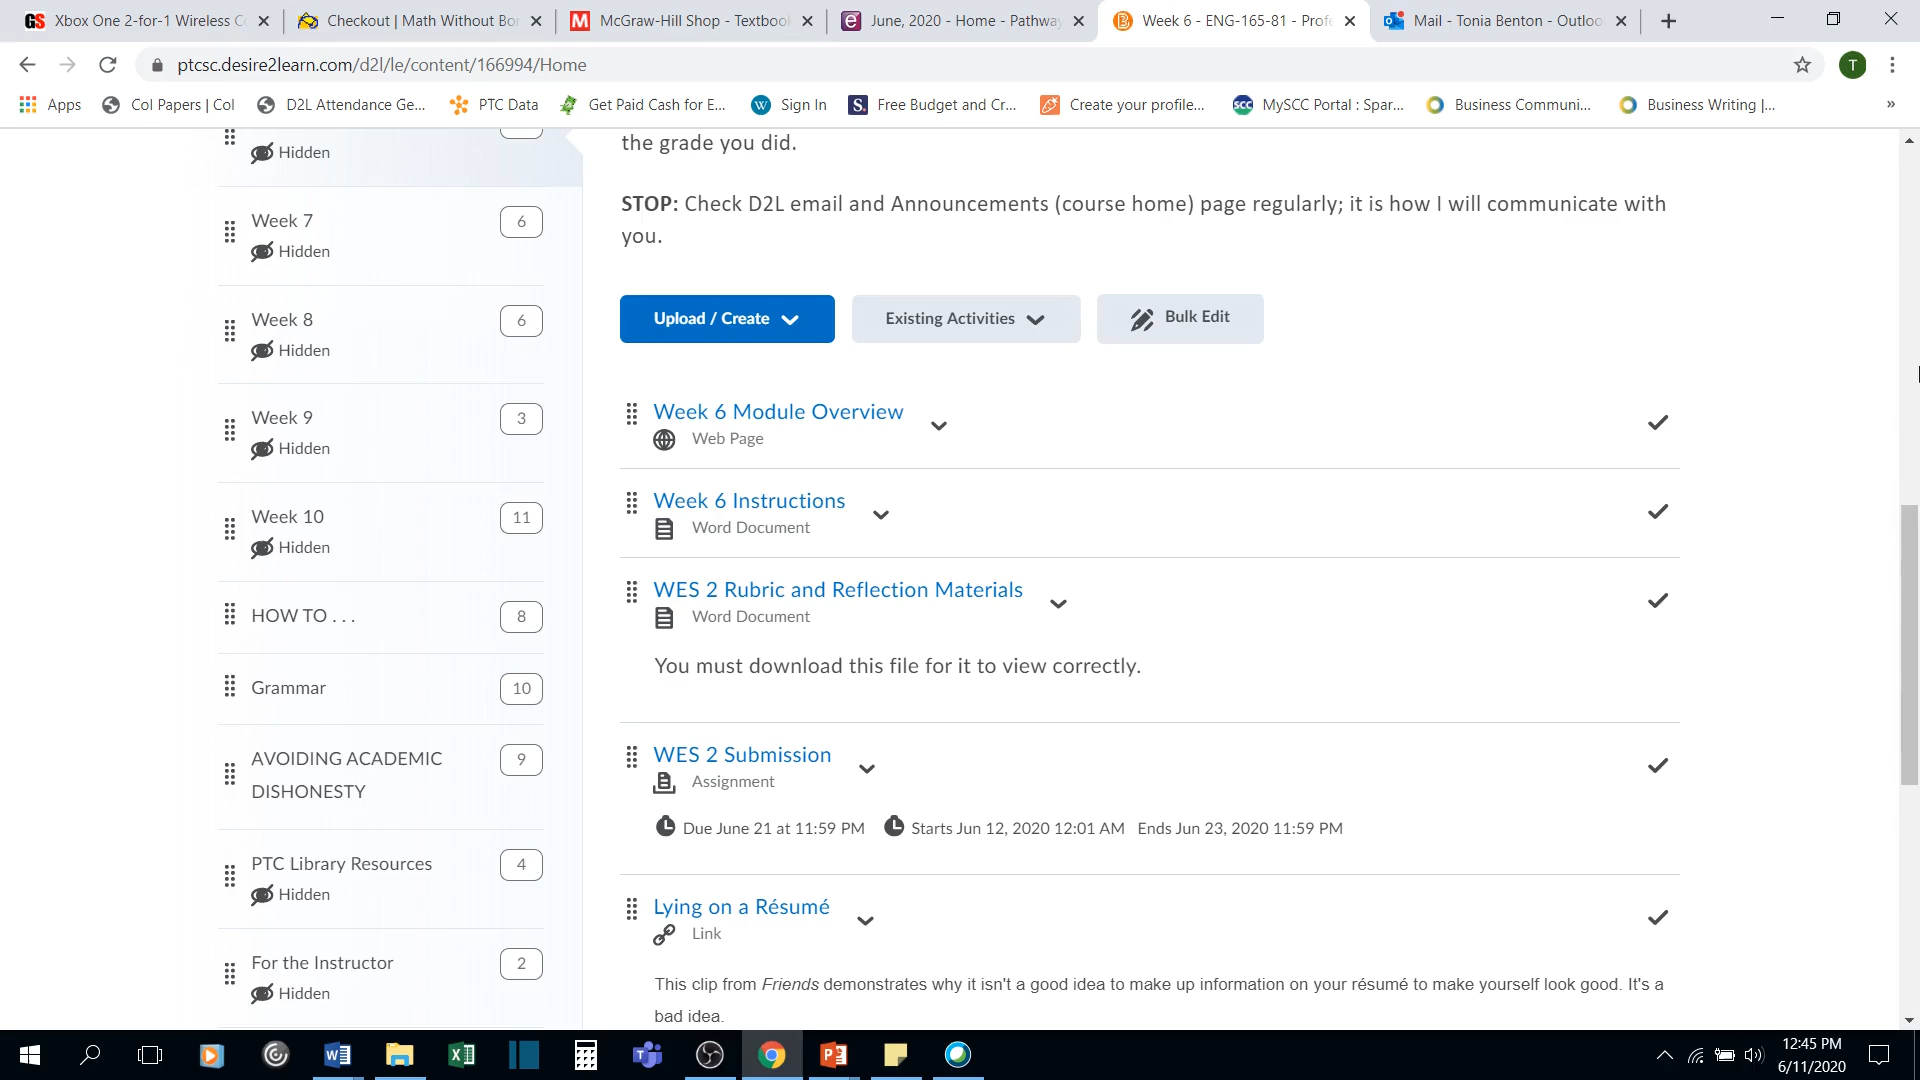 Xbox One 2-for-1 Wireless Co
Checkout | Math Without Bor
McGraw-Hill Shop - Textbook
June, 2020 - Home - Pathway
Week 6 - ENG-165-81 - Profe
Mail - Tonia Benton - Outloo
ptcsc.desire2learn.com/d2l/le/content/166994/Home
T
Apps
Col Papers | Col
D2L Attendance Ge...
PTC Data
Get Paid Cash for E...
Sign In
Free Budget and Cr...
Create your profile...
MySCC Portal : Spar...
Business Communi...
Business Writing |...
»
Hidden
Week 7
6
Hidden
Week 8
6
Hidden
Week 9
3
Hidden
Week 10
11
Hidden
HOW TO . . .
8
Grammar
10
AVOIDING ACADEMIC
DISHONESTY
9
PTC Library Resources
4
Hidden
For the Instructor
2
Hidden
the grade you did.
STOP: Check D2L email and Announcements (course home) page regularly; it is how I will communicate with
you.
Upload / Create
Existing Activities
Bulk Edit
Week 6 Module Overview
Web Page
Week 6 Instructions
Word Document
WES 2 Rubric and Reflection Materials
Word Document
You must download this file for it to view correctly.
WES 2 Submission
Assignment
Due June 21 at 11:59 PM Starts Jun 12, 2020 12:01 AM Ends Jun 23, 2020 11:59 PM
Lying on a Résumé
Link
This clip from Friends demonstrates why it isn't a good idea to make up information on your résumé to make yourself look good. It's a
bad idea.
12:45 PM
6/11/2020